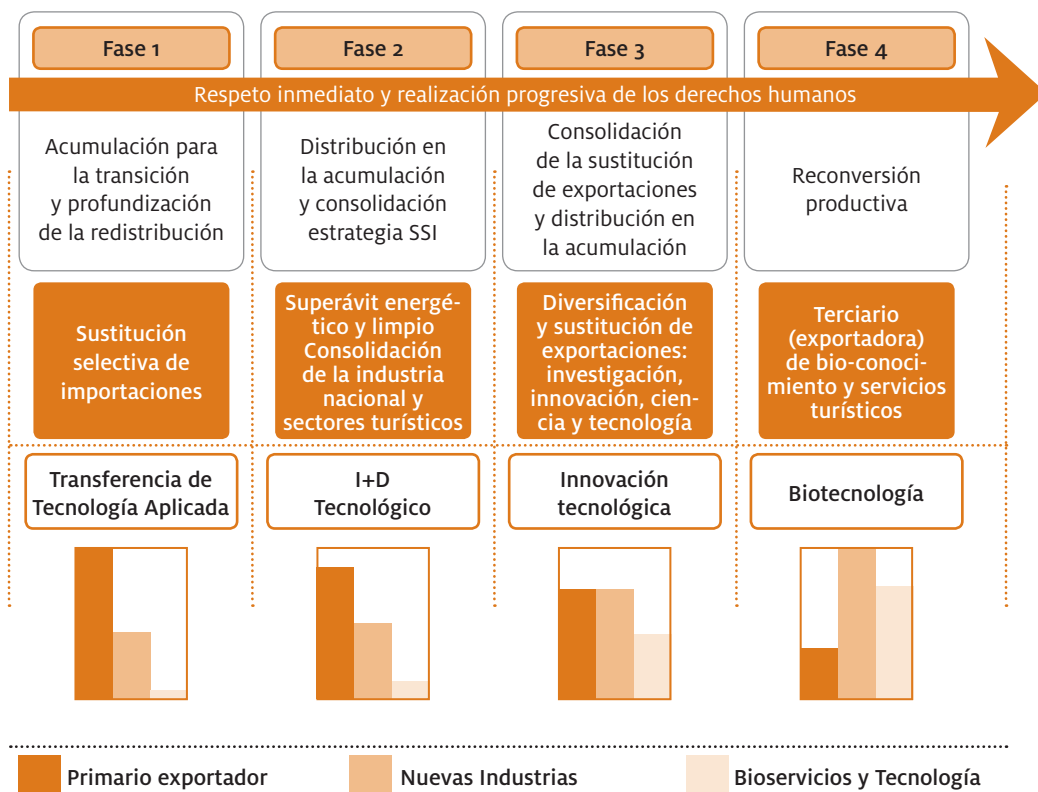 Fase 1
Fase 2
Fase 3
Fase 4
Respeto inmediato y realización progresiva de los derechos humanos
Acumulación para
la transición
y profundización
de la redistribución
Distribución en
la acumulación
y consolidación
estrategia SSI
Consolidación
de la sustitución
de exportaciones
y distribución en
la acumulación
Reconversión
productiva
Sustitución
selectiva de
importaciones
Superávit energé-
tico y limpio
Consolidación
de la industria
nacional y
sectores turísticos
Diversificación
y sustitución de
exportaciones:
investigación,
innovación, cien-
cia y tecnología
Terciario
(exportadora)
de bio-conoci-
miento y servicios
turísticos
Transferencia de
Tecnología Aplicada
I+D
Tecnológico
Innovación
tecnológica
Biotecnología
Primario exportador
Nuevas Industrias
Bioservicios y Tecnología